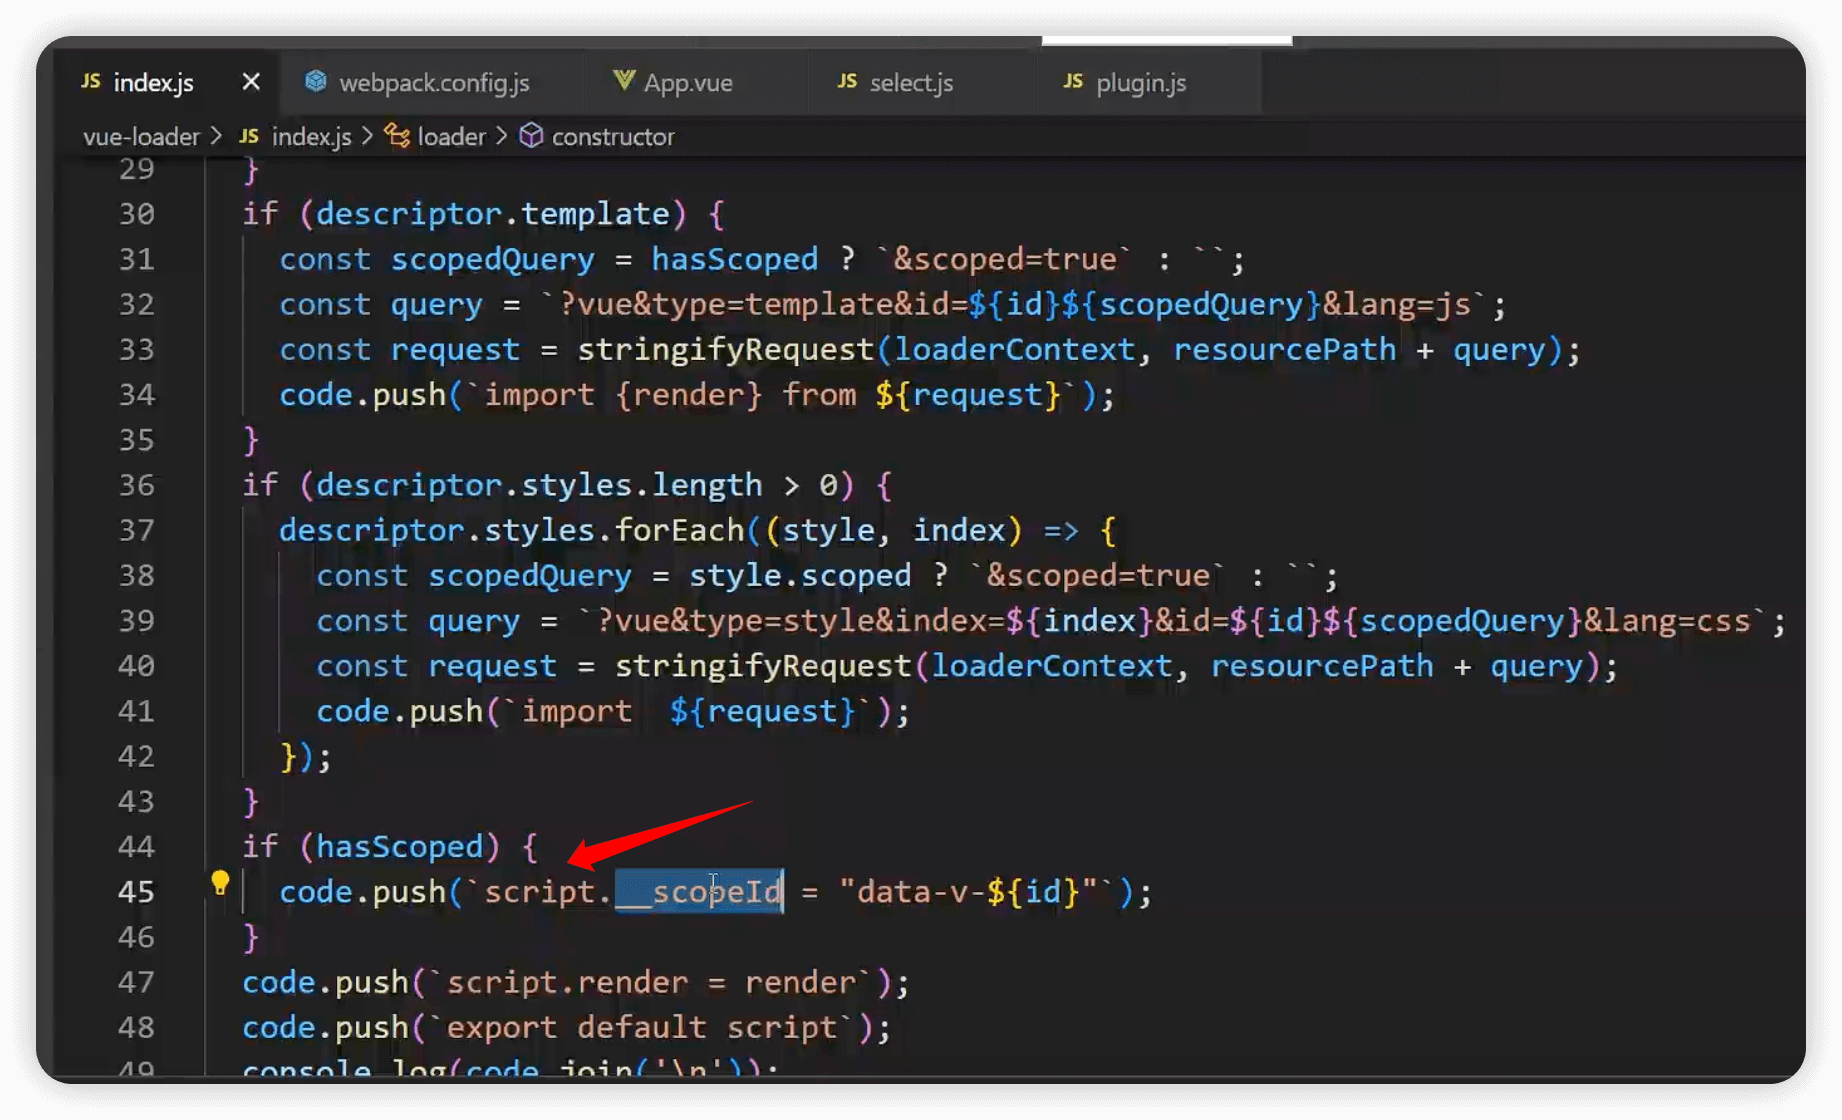 JS index.js × webpack.config.js App.vue JS select.js JS plugin.js
vue-loader > JS index.js > loader > constructor
29 }
30 if (descriptor.template) {
31 const scopedQuery = hasScoped ? `&scoped=true` : ``;
32 const query = `?vue&type=template&id=${id}${scopedQuery}&lang=js`;
33 const request = stringifyRequest(loaderContext, resourcePath + query);
34 code.push(`import {render} from ${request}`);
35 }
36 if (descriptor.styles.length > 0) {
37 descriptor.styles.forEach((style, index) => {
38 const scopedQuery = style.scoped ? `&scoped=true` : ``;
39 const query = `?vue&type=style&index=${index}&id=${id}${scopedQuery}&lang=css`;
40 const request = stringifyRequest(loaderContext, resourcePath + query);
41 code.push(`import  ${request}`);
42 });
43 }
44 if (hasScoped) {
45 code.push(`script.__scopeId = "data-v-${id}"`);
46 }
47 code.push(`script.render = render`);
48 code.push(`export default script`);
49 console.log(code.join('\n'));